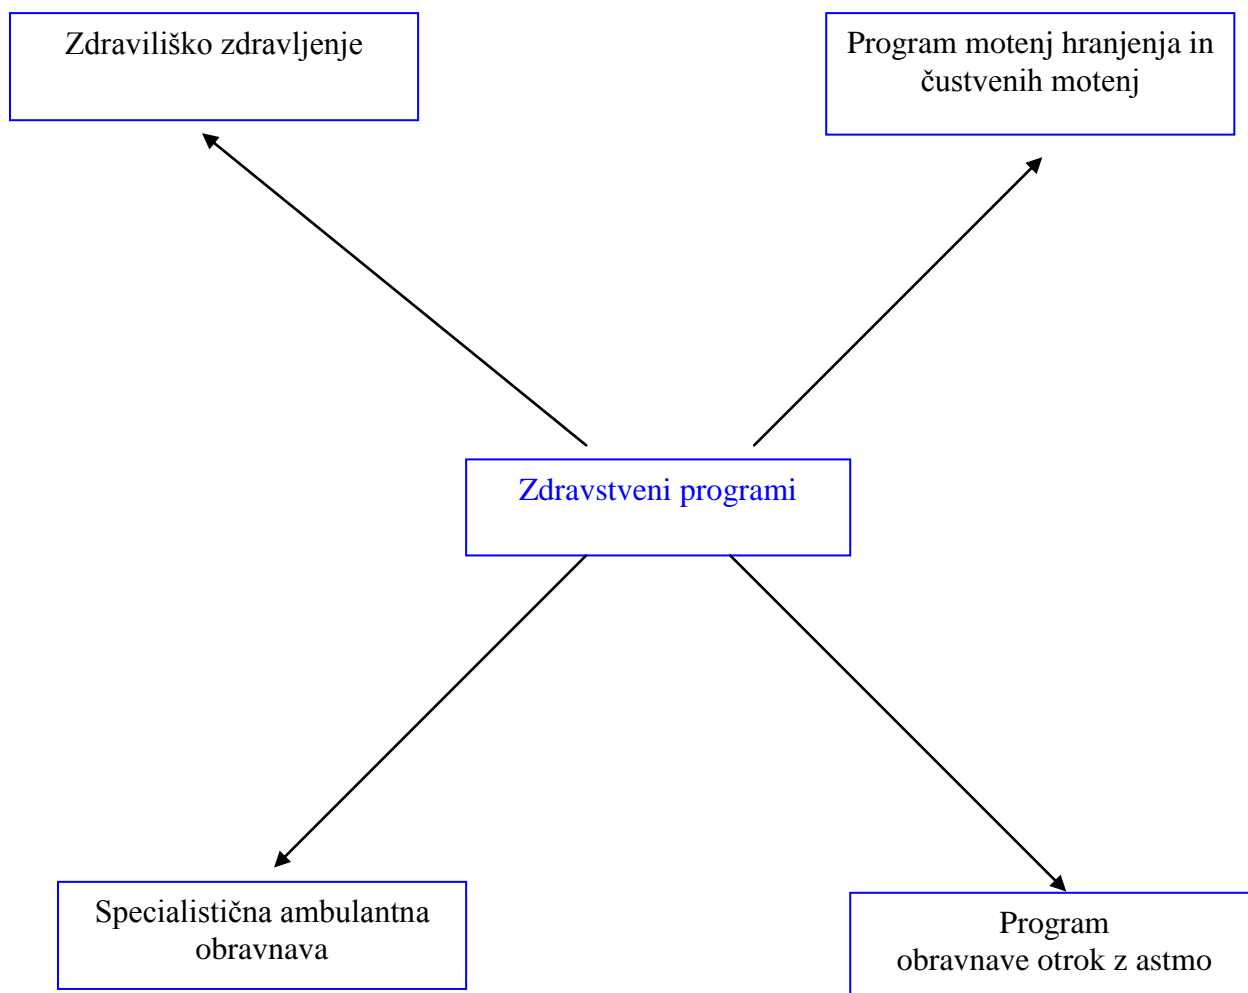 Zdraviliško zdravljenje
Program motenj hranjenja in
čustvenih motenj
Zdravstveni programi
Specialistična ambulantna
obravnava
Program
obravnave otrok z astmo